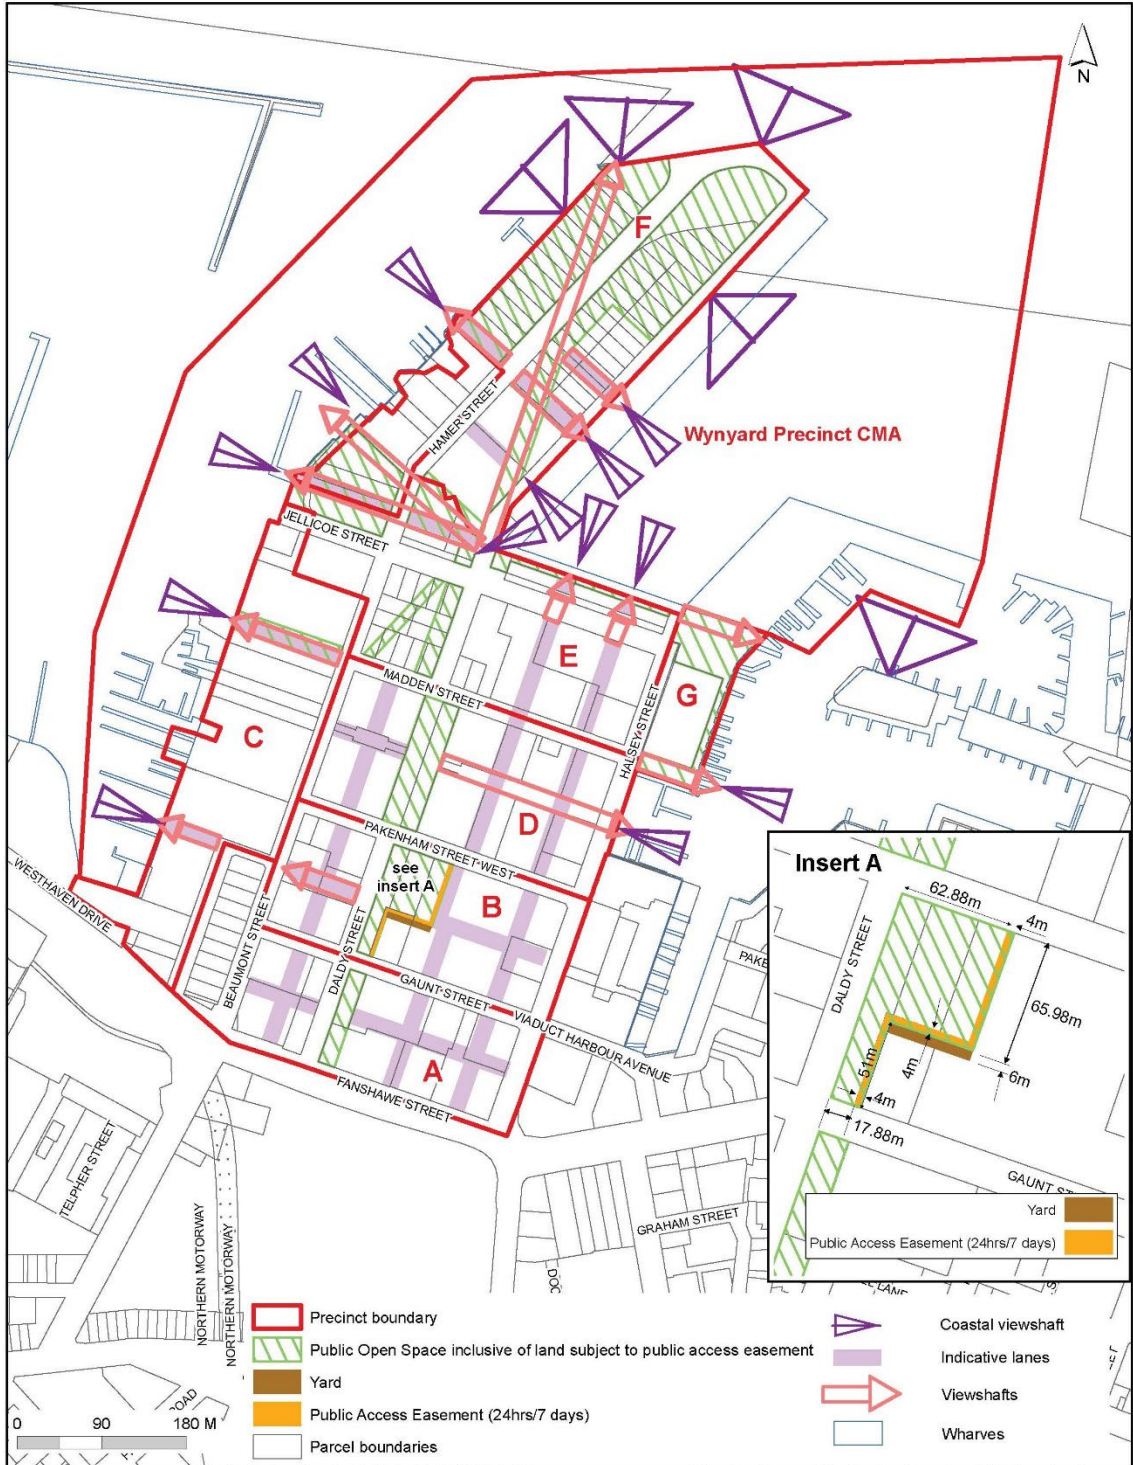 N
F
HAMER STREET
Wynyard Precinct CMA
JELLICOE STREET
E
MADDEN STREET
G
HALSEY STREET
C
D
PAKENHAM STREET WEST
see
insert A
B
WESTHAVEN DRIVE
BEAUMONT STREET
DALDY STREET
GAUNT STREET
VIADUCT HARBOUR AVENUE
PAKE
A
FANSHAWE STREET
TELPHER STREET
NORTHERN MOTORWAY
NORTHERN MOTORWAY
GRAHAM STREET
Insert A
62.88m
4m
DALDY STREET
65.98m
51m
4m
6m
4m
17.88m
GAUNT ST
Yard
Public Access Easement (24hrs/7 days)
LANE
Precinct boundary
Public Open Space inclusive of land subject to public access easement
Yard
Public Access Easement (24hrs/7 days)
Parcel boundaries
Coastal viewshaft
Indicative lanes
Viewshafts
Wharves
ROAD
0 90 180 M